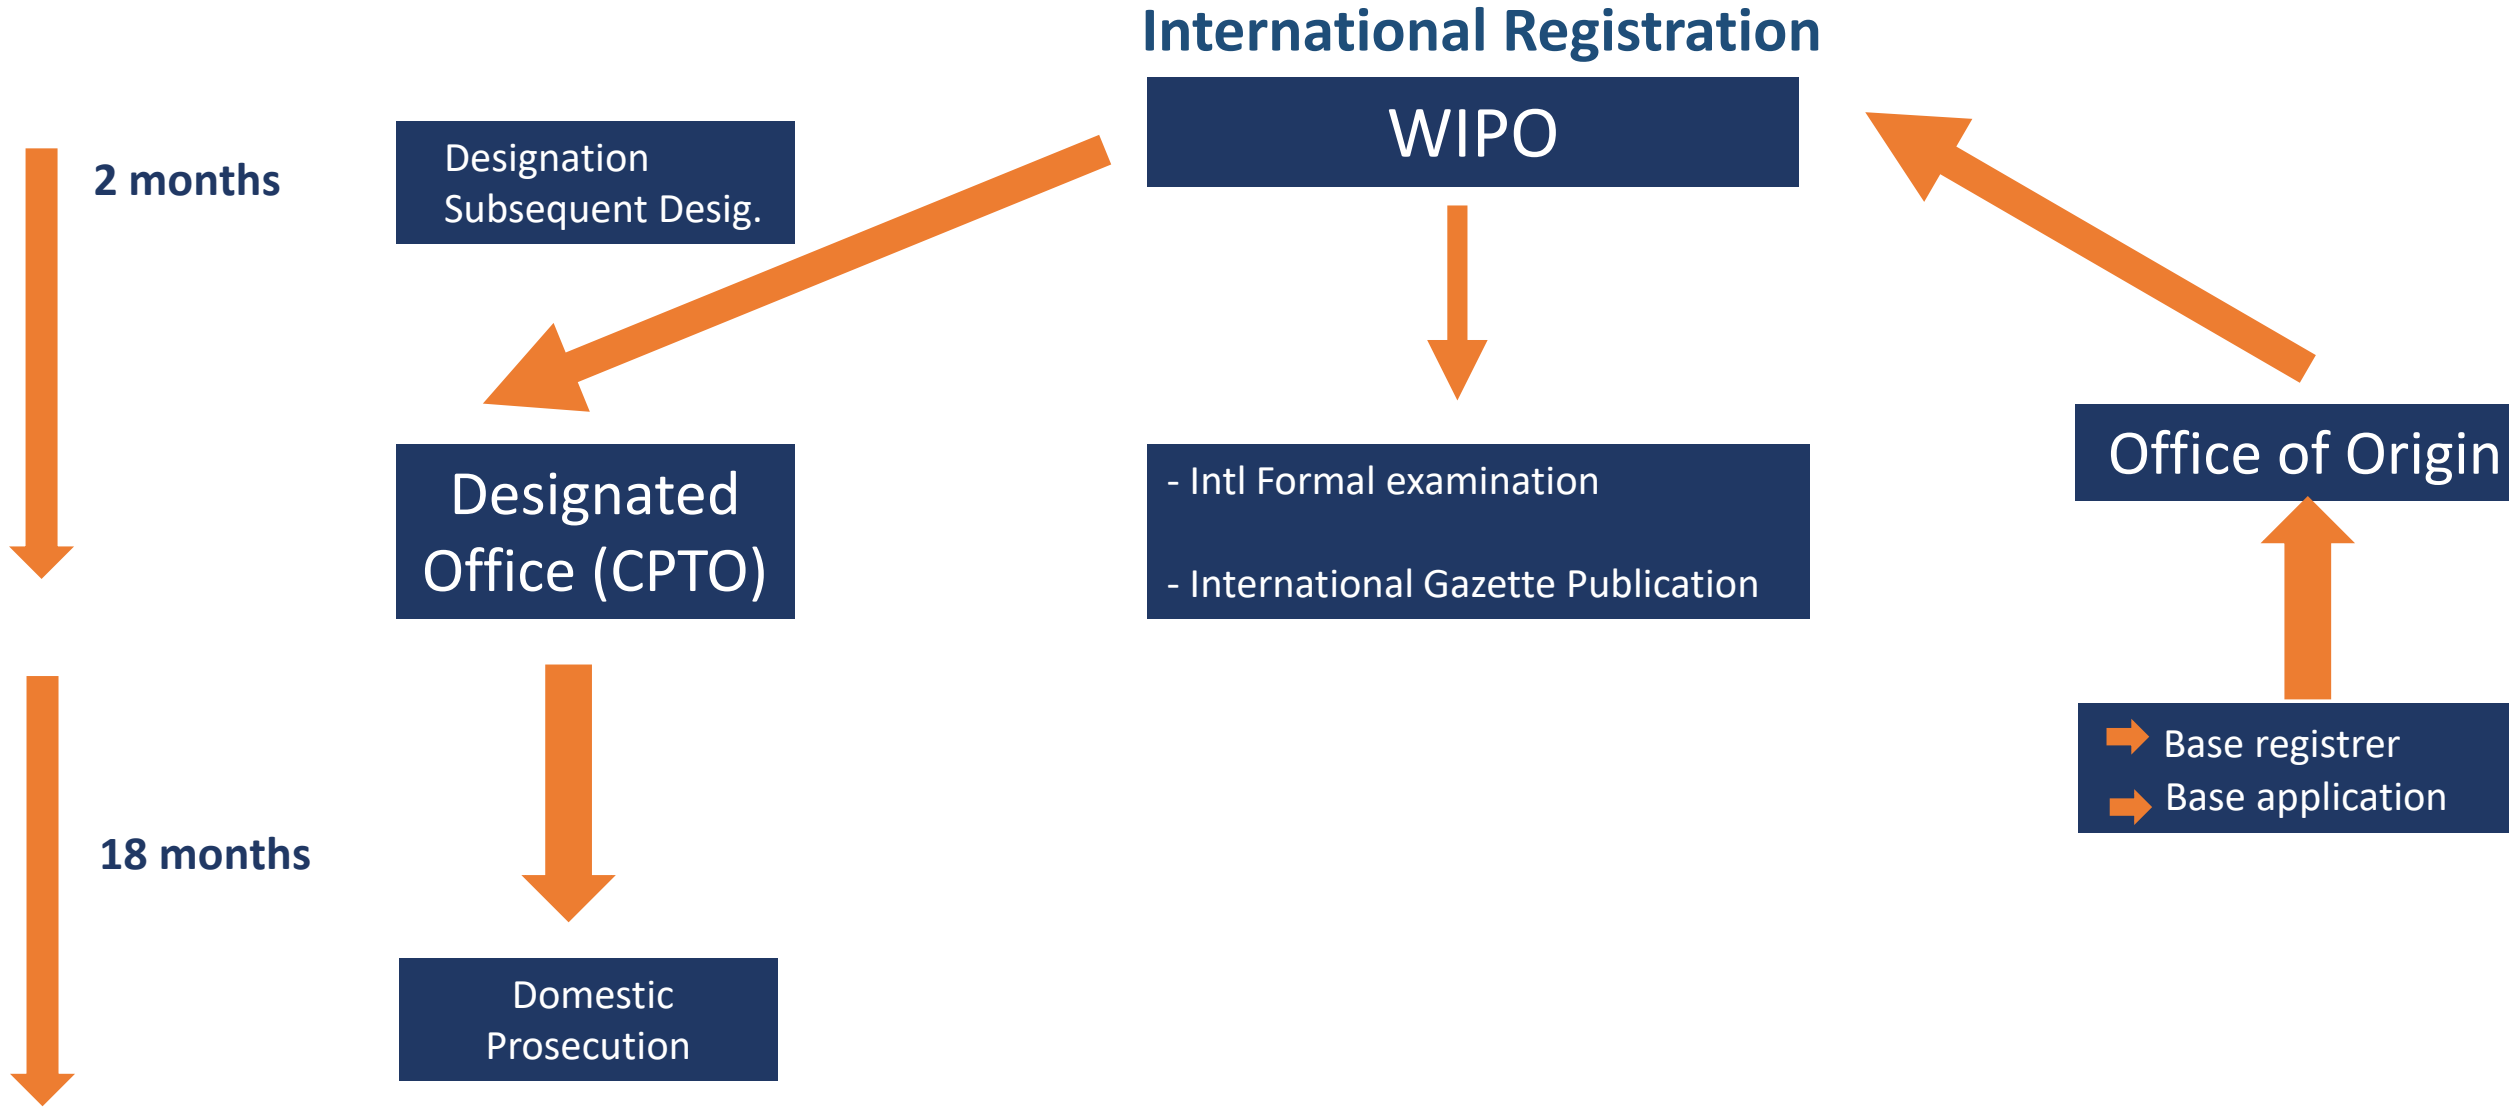 International Registration
WIPO
2 months
Designation
Subsequent Desig.
Designated
Office (CPTO)
- Intl Formal examination
- International Gazette Publication
Office of Origin
Base registrer
Base application
18 months
Domestic
Prosecution